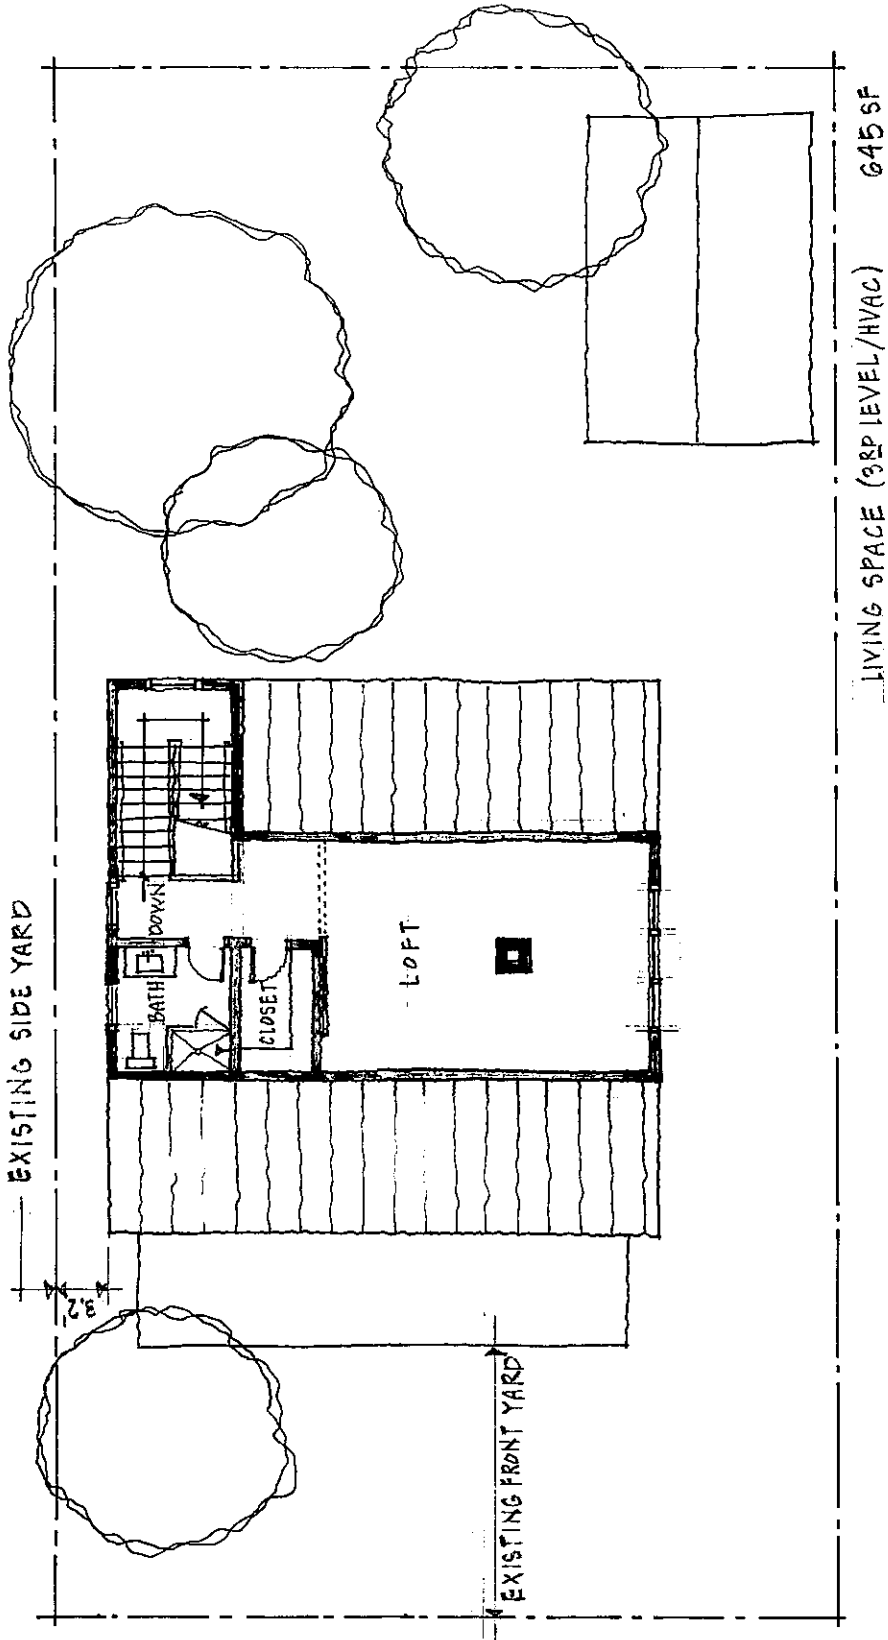 EXISTING SIDE YARD
3.2'
BATH
DOWN
CLOSET
LOFT
EXISTING FRONT YARD
LIVING SPACE (3RD LEVEL/HVAC) 645 SF